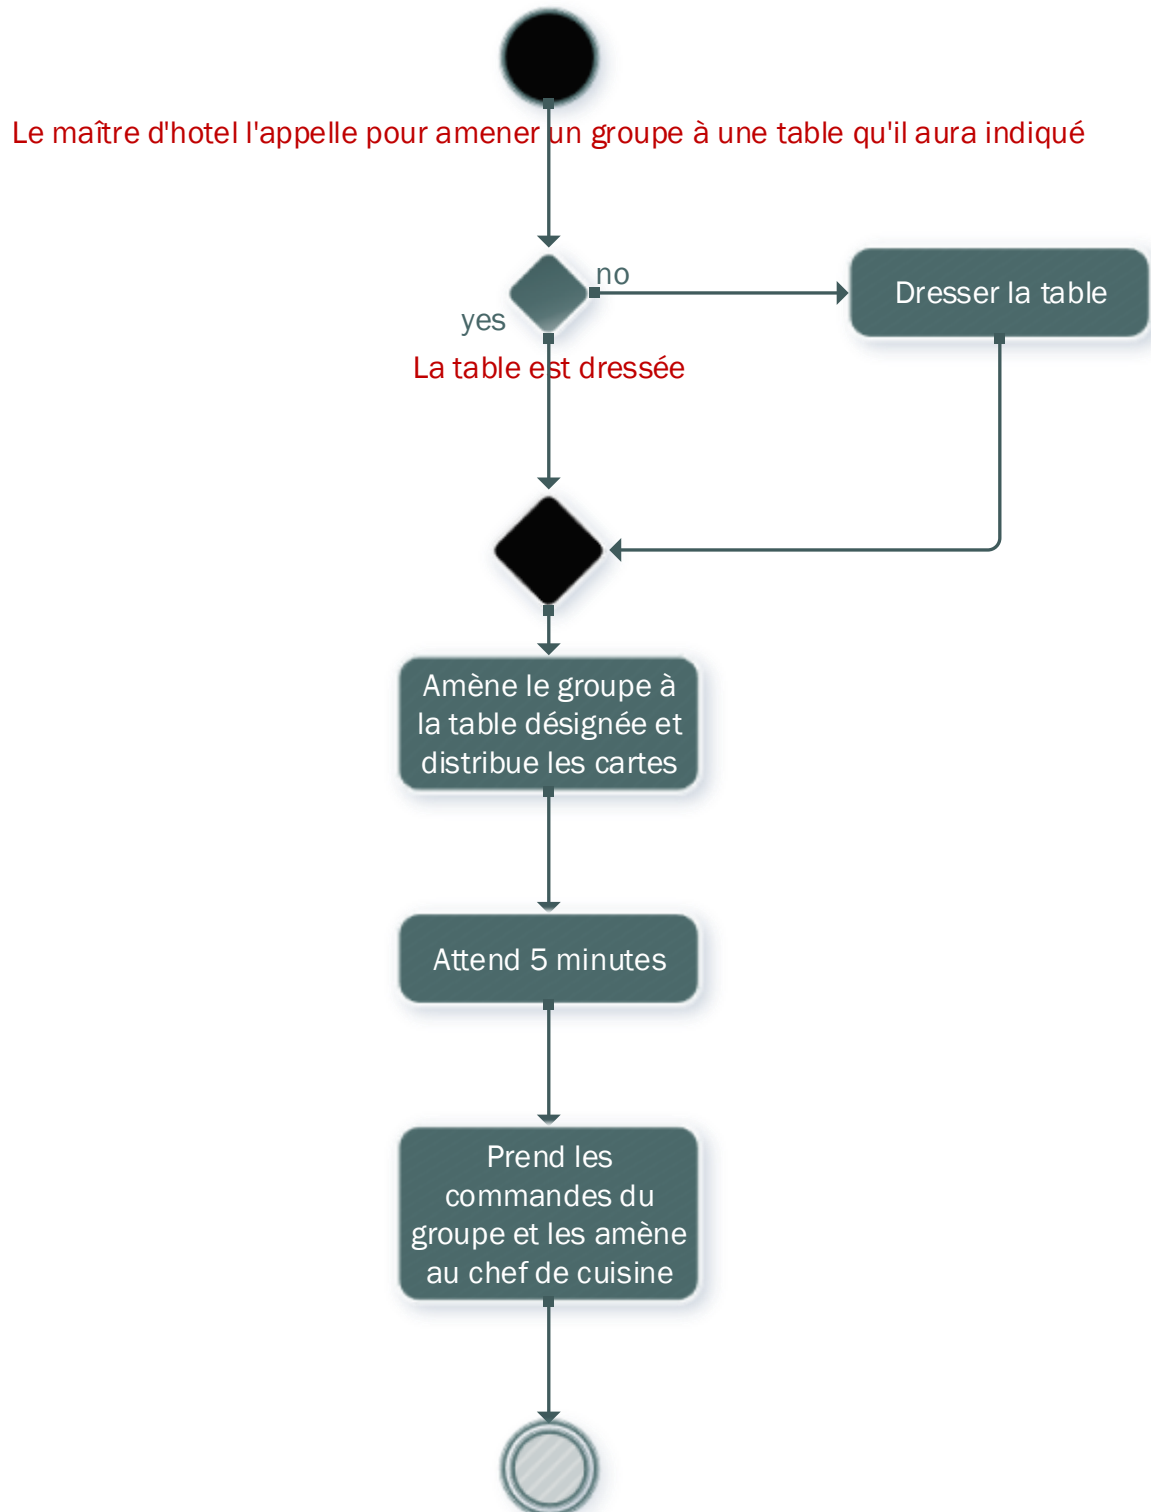 Le maître d'hotel l'appelle pour amener un groupe à une table qu'il aura indiqué
no
Dresser la table
yes
La table est dressée
Amène le groupe à
la table désignée et
distribue les cartes
Attend 5 minutes
Prend les
commandes du
groupe et les amène
au chef de cuisine